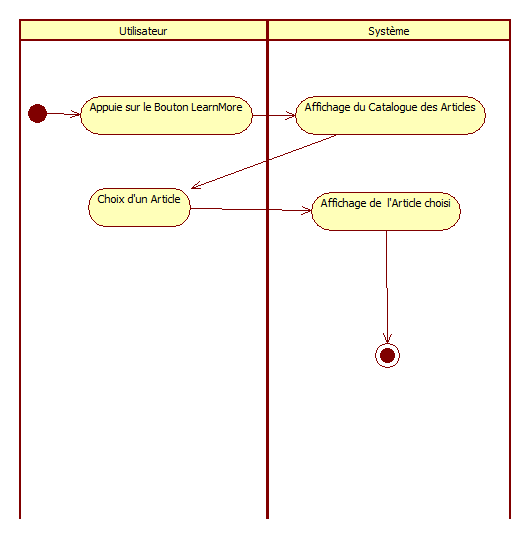 Utilisateur
Système
Appuie sur le Bouton LearnMore
Affichage du Catalogue des Articles
Choix d'un Article
Affichage de l'Article choisi